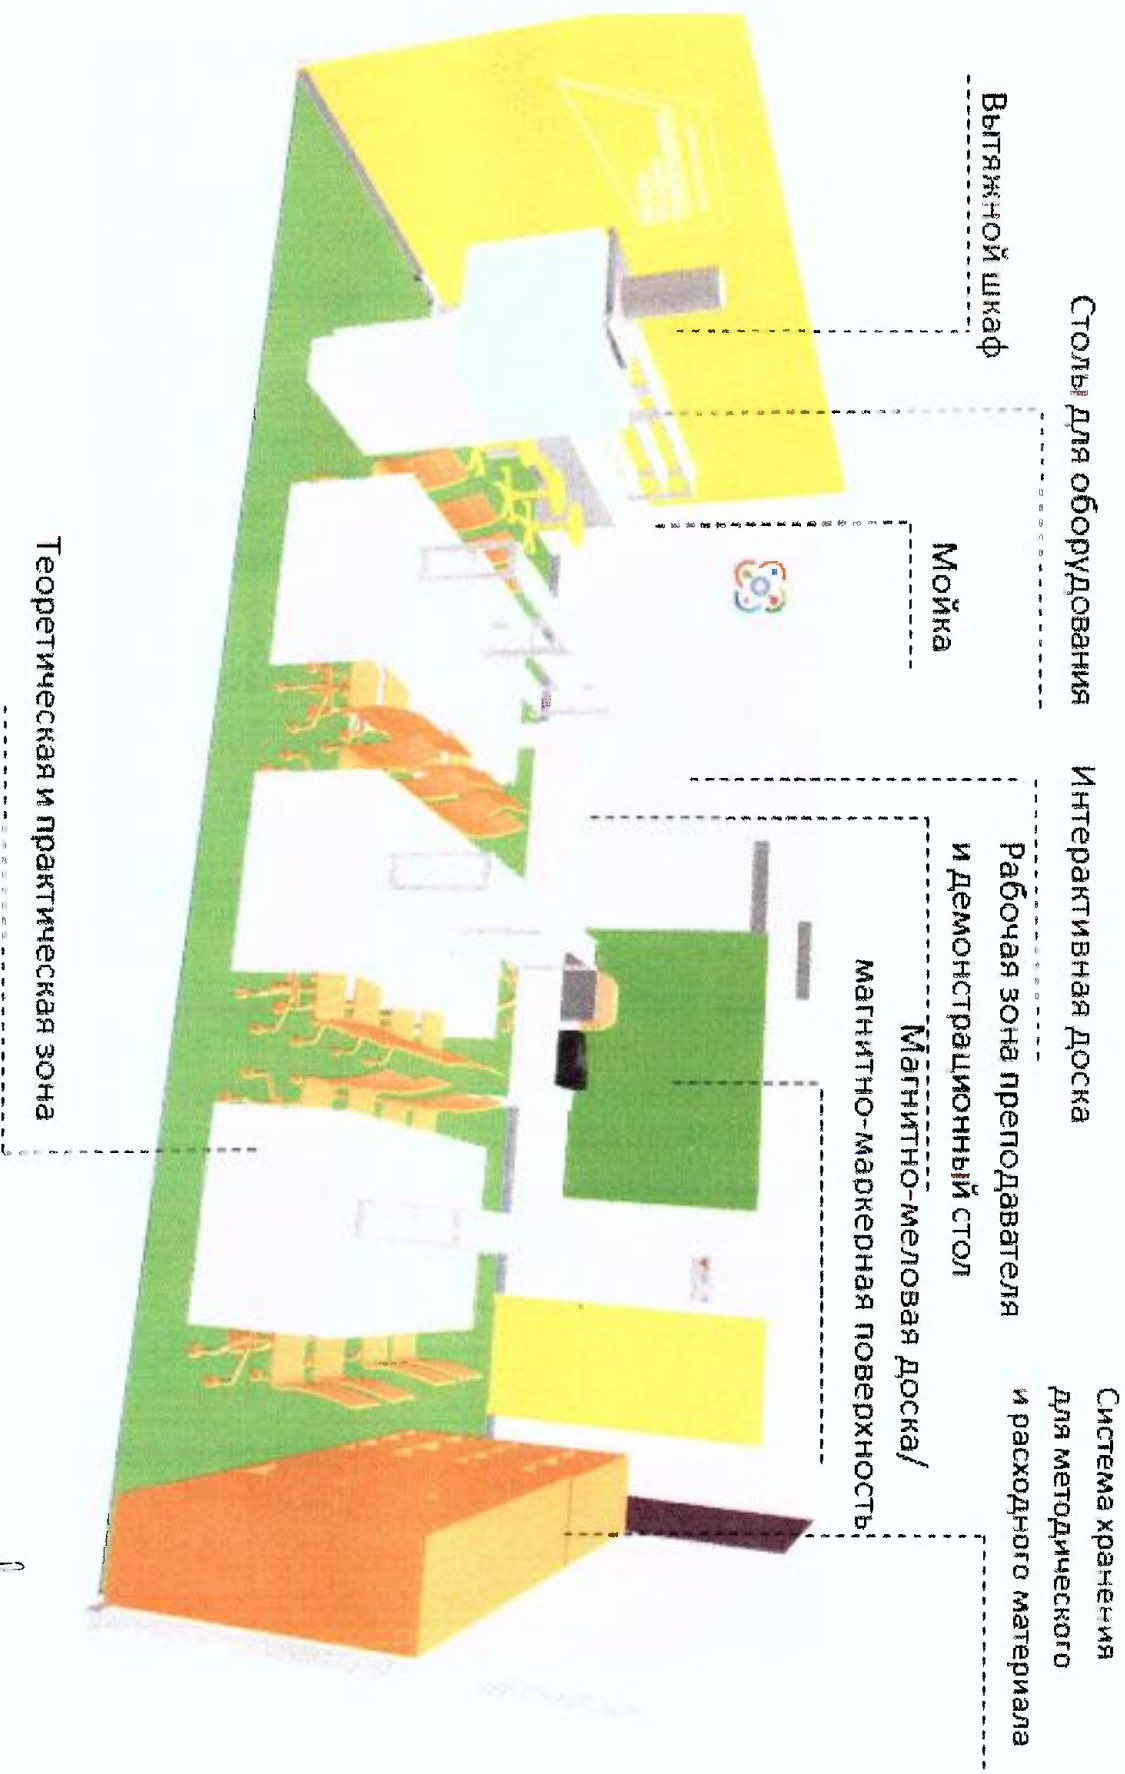 Вытяжной шкаф
Столы для оборудования
Мойка
Интерактивная доска
Рабочая зона преподавателя
и демонстрационный стол
Магнитно-меловая доска/
магнитно-маркерная поверхность
Система хранения
для методического
и расходного материала
Теоретическая и практическая зона